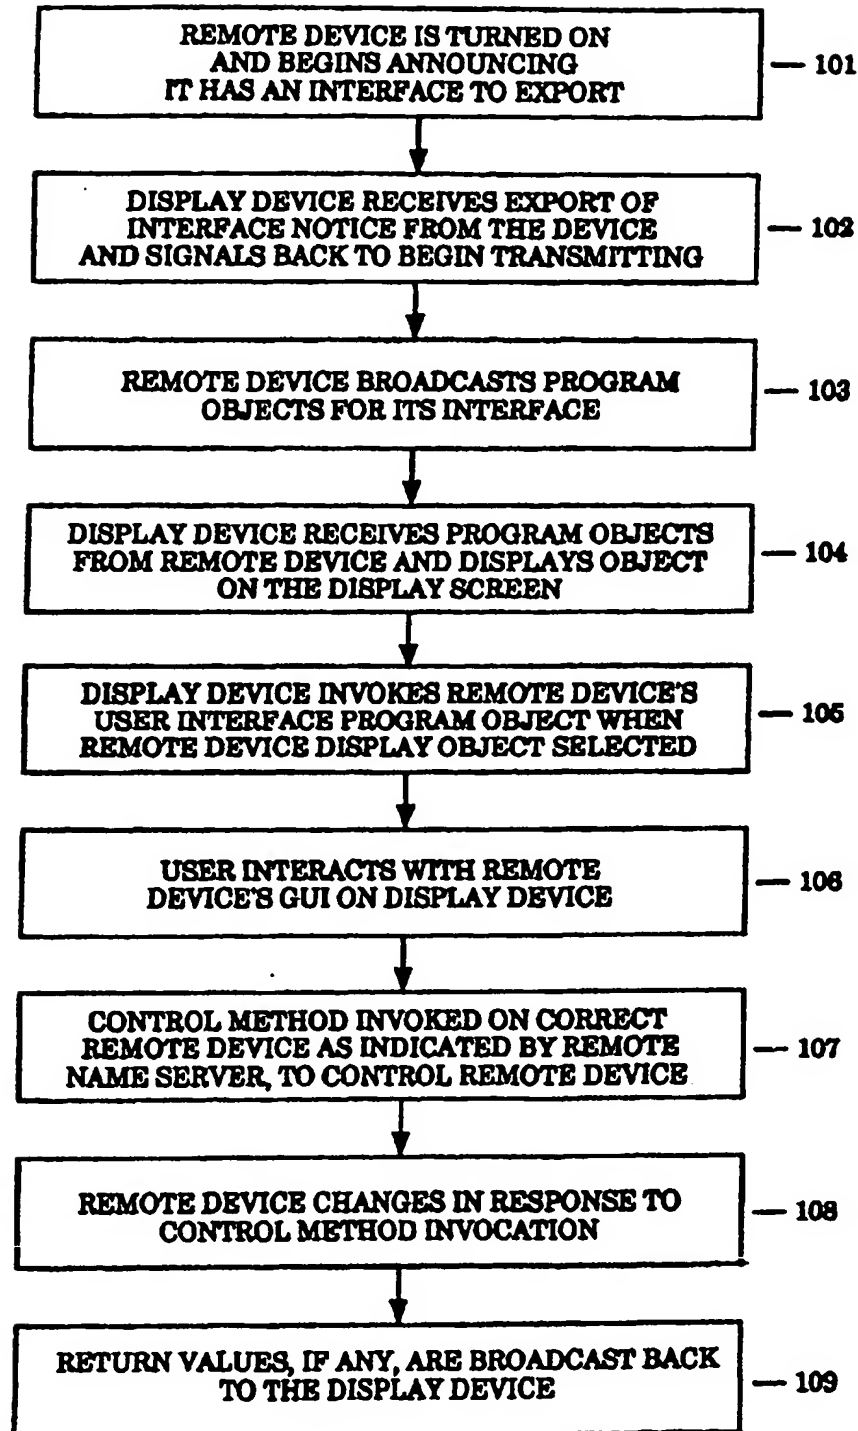 REMOTE DEVICE IS TURNED ON
AND BEGINS ANNOUNCING
IT HAS AN INTERFACE TO EXPORT
101
DISPLAY DEVICE RECEIVES EXPORT OF
INTERFACE NOTICE FROM THE DEVICE
AND SIGNALS BACK TO BEGIN TRANSMITTING
102
REMOTE DEVICE BROADCASTS PROGRAM
OBJECTS FOR ITS INTERFACE
103
DISPLAY DEVICE RECEIVES PROGRAM OBJECTS
FROM REMOTE DEVICE AND DISPLAYS OBJECT
ON THE DISPLAY SCREEN
104
DISPLAY DEVICE INVOKES REMOTE DEVICE'S
USER INTERFACE PROGRAM OBJECT WHEN
REMOTE DEVICE DISPLAY OBJECT SELECTED
105
USER INTERACTS WITH REMOTE
DEVICE'S GUI ON DISPLAY DEVICE
106
CONTROL METHOD INVOKED ON CORRECT
REMOTE DEVICE AS INDICATED BY REMOTE
NAME SERVER, TO CONTROL REMOTE DEVICE
107
REMOTE DEVICE CHANGES IN RESPONSE TO
CONTROL METHOD INVOCATION
108
RETURN VALUES, IF ANY, ARE BROADCAST BACK
TO THE DISPLAY DEVICE
109